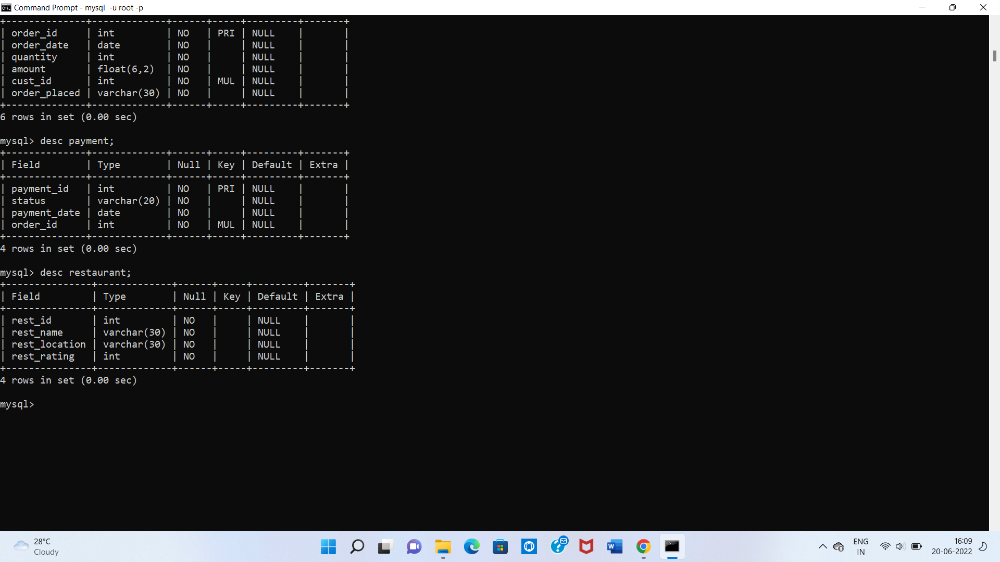 Command Prompt - mysql  -u root -p
+--------------+-------------+------+-----+---------+-------+
| order_id     | int         | NO   | PRI | NULL    |       |
| order_date   | date        | NO   |     | NULL    |       |
| quantity     | int         | NO   |     | NULL    |       |
| amount       | float(6,2)  | NO   |     | NULL    |       |
| cust_id      | int         | NO   | MUL | NULL    |       |
| order_placed | varchar(30) | NO   |     | NULL    |       |
+--------------+-------------+------+-----+---------+-------+
6 rows in set (0.00 sec)
mysql> desc payment;
+--------------+-------------+------+-----+---------+-------+
| Field        | Type        | Null | Key | Default | Extra |
+--------------+-------------+------+-----+---------+-------+
| payment_id   | int         | NO   | PRI | NULL    |       |
| status       | varchar(20) | NO   |     | NULL    |       |
| payment_date | date        | NO   |     | NULL    |       |
| order_id     | int         | NO   | MUL | NULL    |       |
+--------------+-------------+------+-----+---------+-------+
4 rows in set (0.00 sec)
mysql> desc restaurant;
+---------------+-------------+------+-----+---------+-------+
| Field         | Type        | Null | Key | Default | Extra |
+---------------+-------------+------+-----+---------+-------+
| rest_id       | int         | NO   |     | NULL    |       |
| rest_name     | varchar(30) | NO   |     | NULL    |       |
| rest_location | varchar(30) | NO   |     | NULL    |       |
| rest_rating   | int         | NO   |     | NULL    |       |
+---------------+-------------+------+-----+---------+-------+
4 rows in set (0.00 sec)
mysql>
28°C
Cloudy
ENG
IN
16:09
20-06-2022